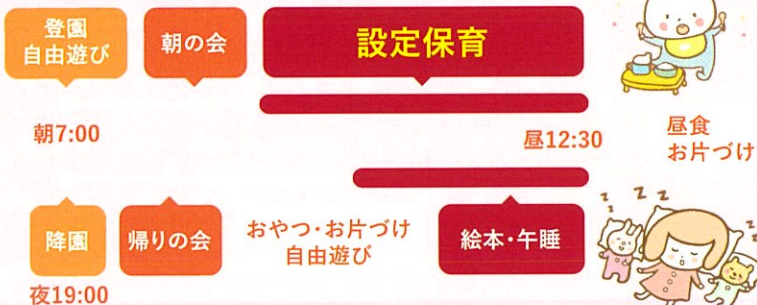 登園
自由遊び
朝の会
設定保育
朝7:00
昼12:30
昼食
お片づけ
降園
帰りの会
おやつ・お片づけ
自由遊び
絵本・午睡
z z z
z
z
夜19:00